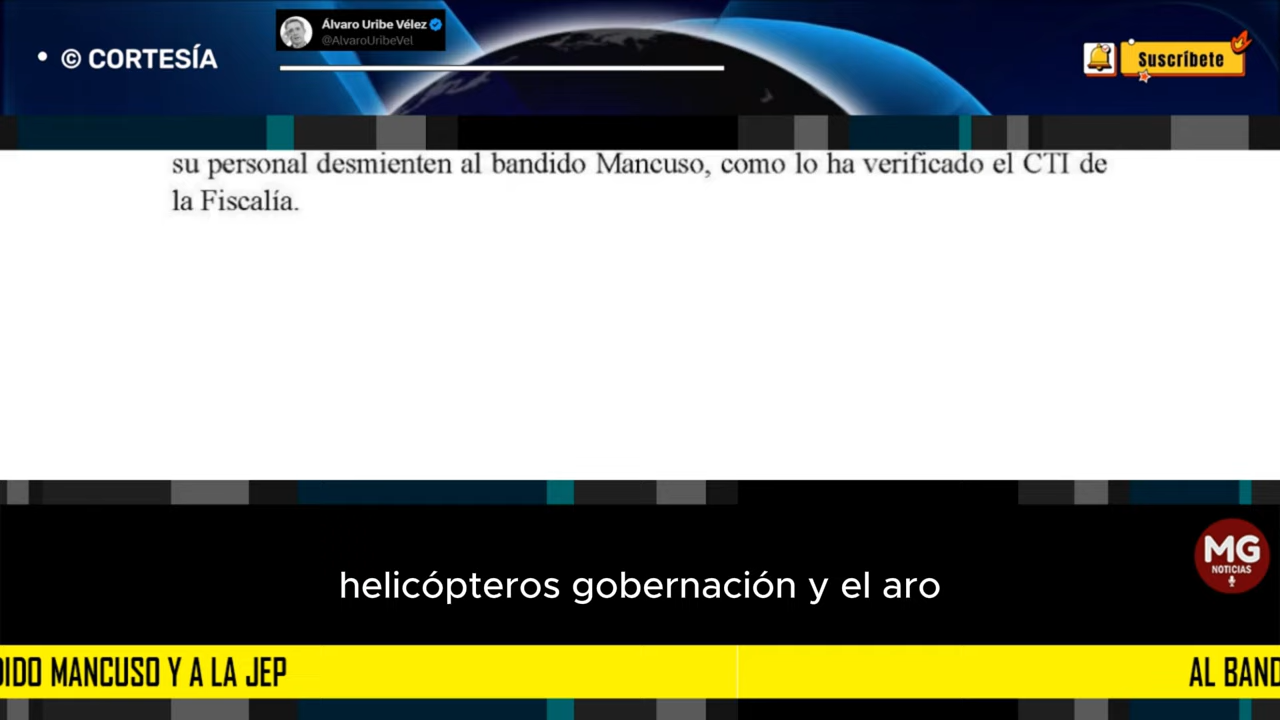 • © CORTESÍA
Álvaro Uribe Vélez
@AlvaroUribeVel
Suscríbete
su personal desmienten al bandido Mancuso, como lo ha verificado el CTI de
la Fiscalía.
helicópteros gobernación y el aro
MG
NOTICIAS
DIDO MANCUSO Y A LA JEP
AL BAND